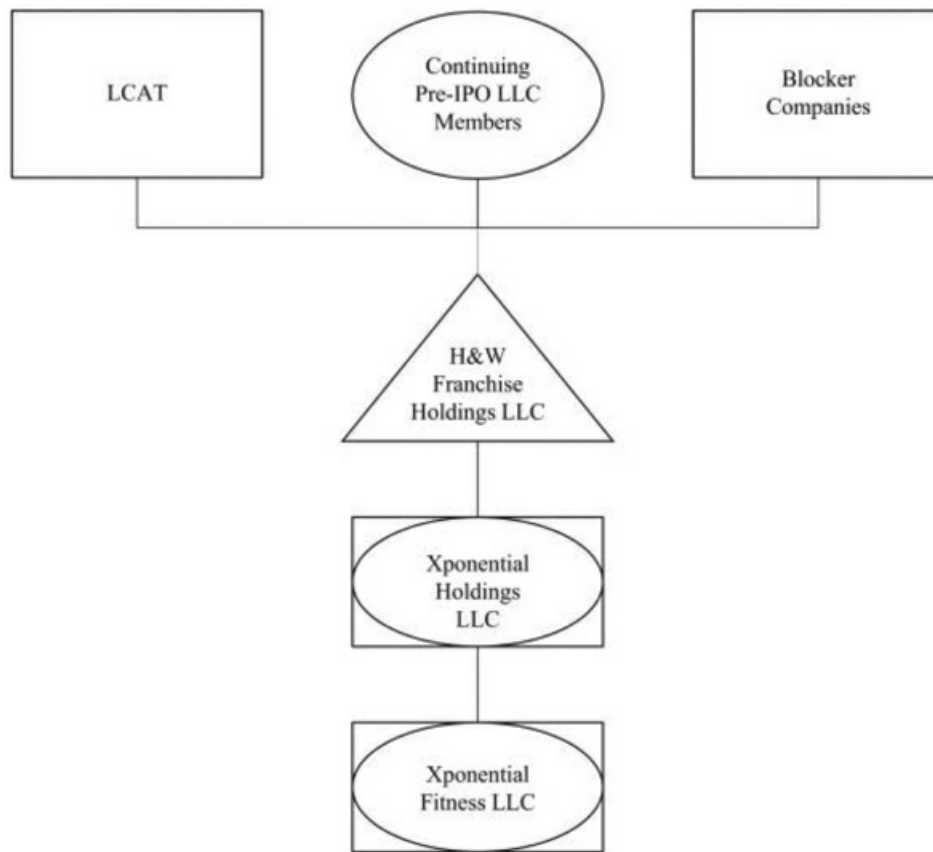 LCAT
Continuing
Pre-IPO LLC
Members
Blocker
Companies
H&W
Franchise
Holdings LLC
Xponential
Holdings
LLC
Xponential
Fitness LLC